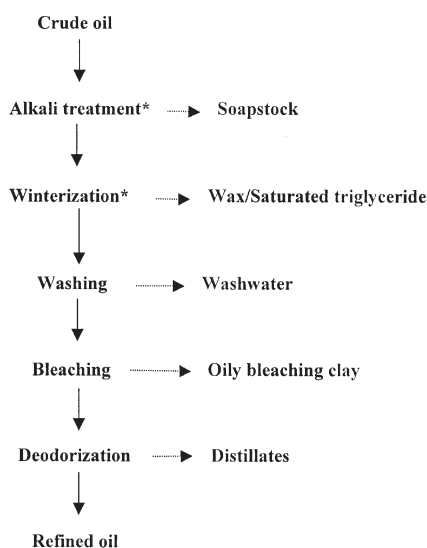 Crude oil
Alkali treatment* Soapstock
Winterization* Wax/Saturated triglyceride
Washing Washwater
Bleaching Oily bleaching clay
Deodorization Distillates
Refined oil